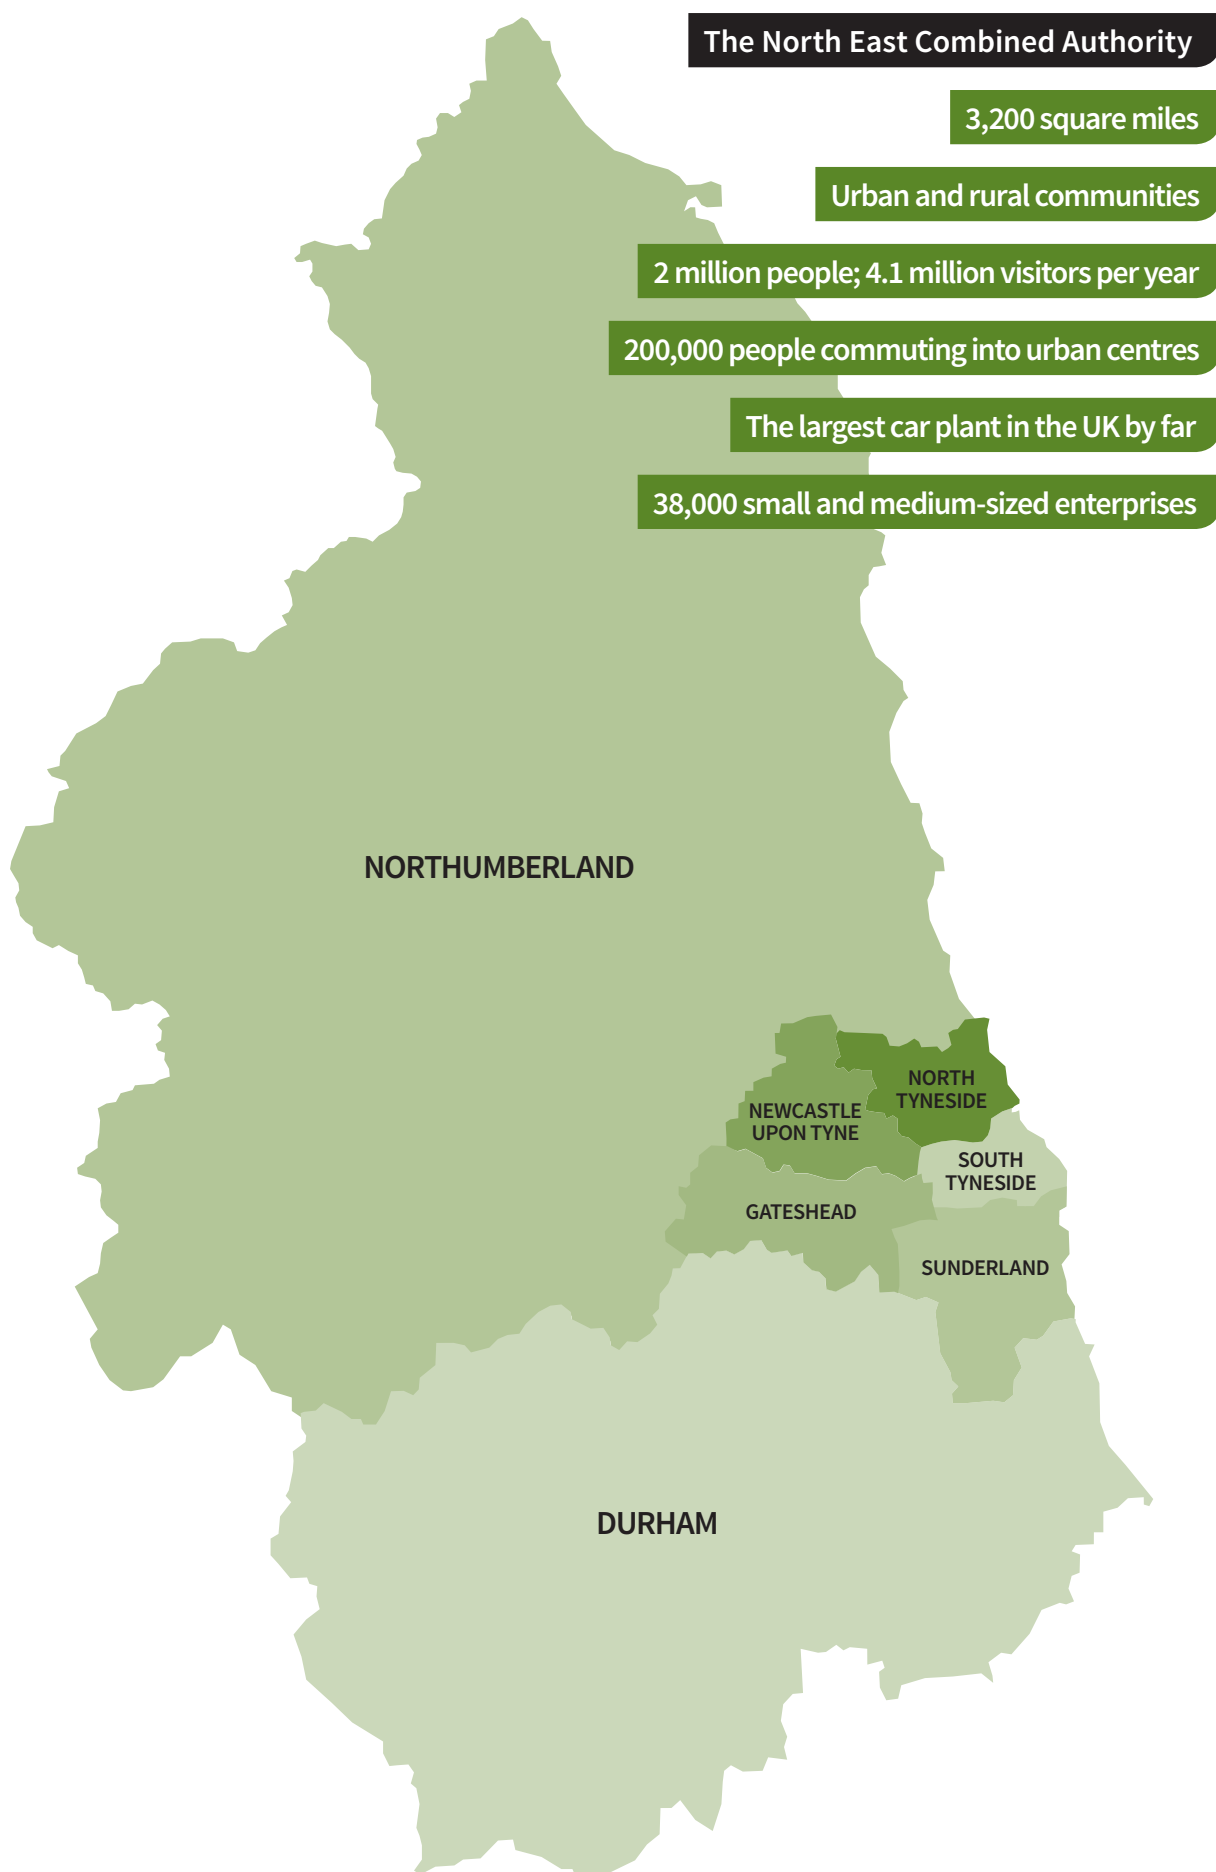 The North East Combined Authority
3,200 square miles
Urban and rural communities
2 million people; 4.1 million visitors per year
200,000 people commuting into urban centres
The largest car plant in the UK by far
38,000 small and medium-sized enterprises
NORTHUMBERLAND
NORTH
TYNESIDE
NEWCASTLE
UPON TYNE
SOUTH
TYNESIDE
GATESHEAD
SUNDERLAND
DURHAM